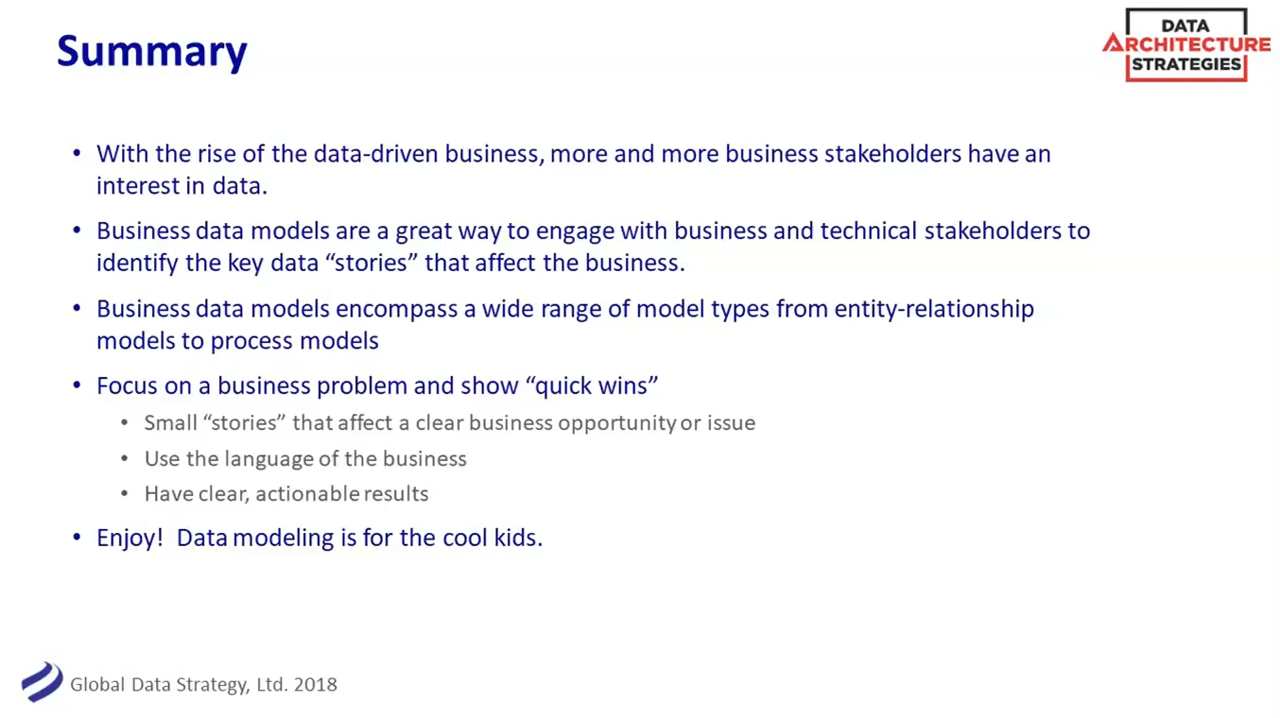 Summary
DATA
ARCHITECTURE
STRATEGIES
• With the rise of the data-driven business, more and more business stakeholders have an
interest in data.
• Business data models are a great way to engage with business and technical stakeholders to
identify the key data “stories” that affect the business.
• Business data models encompass a wide range of model types from entity-relationship
models to process models
• Focus on a business problem and show “quick wins”
• Small “stories” that affect a clear business opportunity or issue
• Use the language of the business
• Have clear, actionable results
• Enjoy!  Data modeling is for the cool kids.
Global Data Strategy, Ltd. 2018